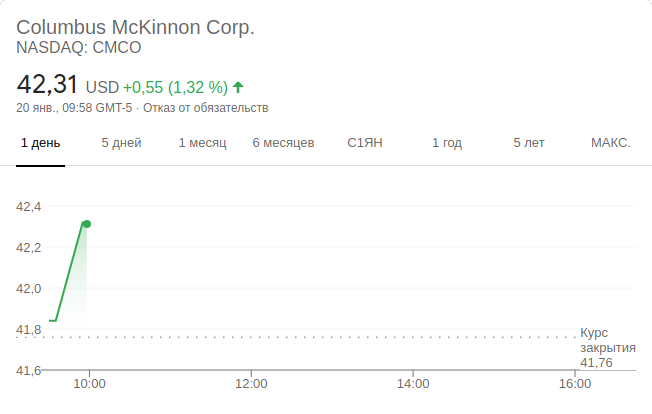 Columbus McKinnon Corp.
NASDAQ: CMCO
42,31 USD +0,55 (1,32 %)
20 янв., 09:58 GMT-5 · Отказ от обязательств
1 день 5 дней 1 месяц 6 месяцев С1ЯН 1 год 5 лет МАКС.
42,4
42,2
42,0
41,8
Курс
закрытия
41,76
41,6
10:00 12:00 14:00 16:00